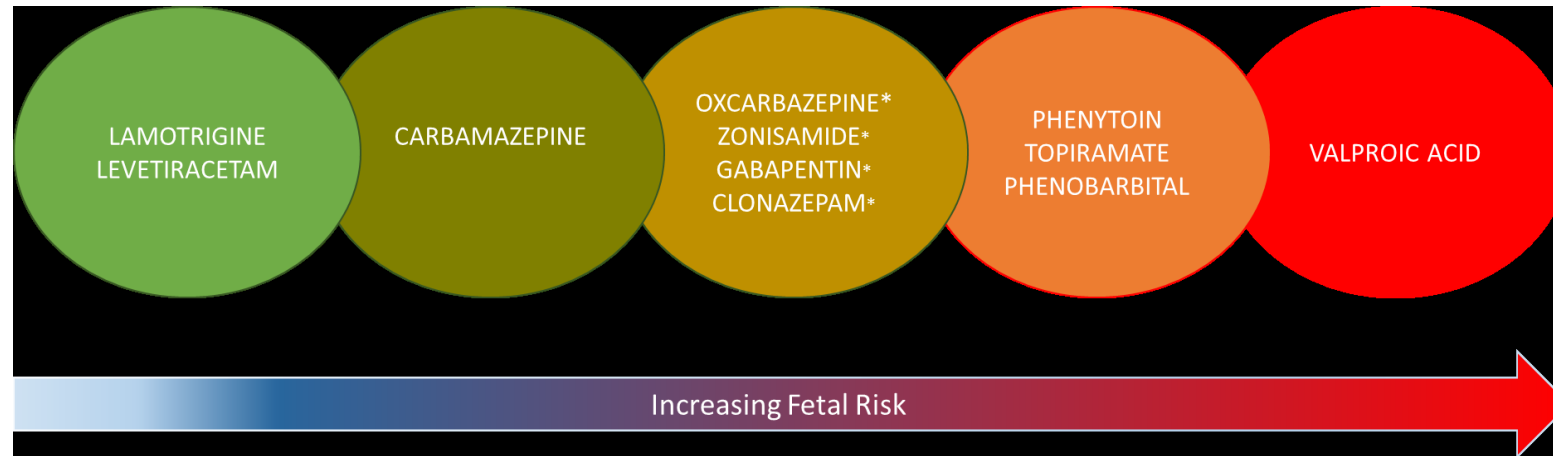 LAMOTRIGINE
LEVETIRACETAM
CARBAMAZEPINE
OXCARBAZEPINE*
ZONISAMIDE*
GABAPENTIN*
CLONAZEPAM*
PHENYTOIN
TOPIRAMATE
PHENOBARBITAL
VALPROIC ACID
Increasing Fetal Risk